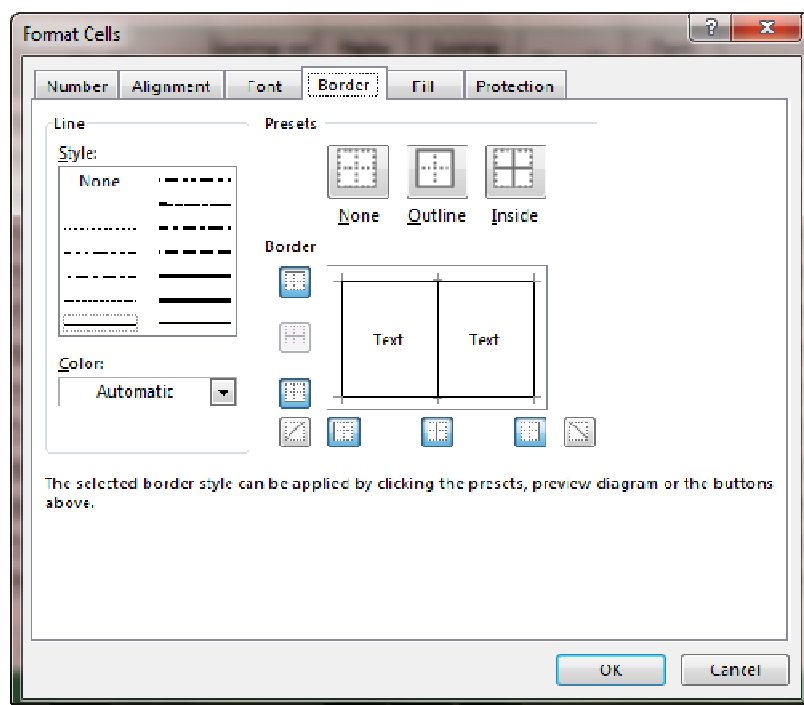 Format Cells
?
Number Alignment Font Border Fill Protection
Line
Style:
None
Color:
Automatic
Presets
None Outline Inside
Border
Text Text
The selected border style can be applied by clicking the presets, preview diagram or the buttons
above.
OK Cancel